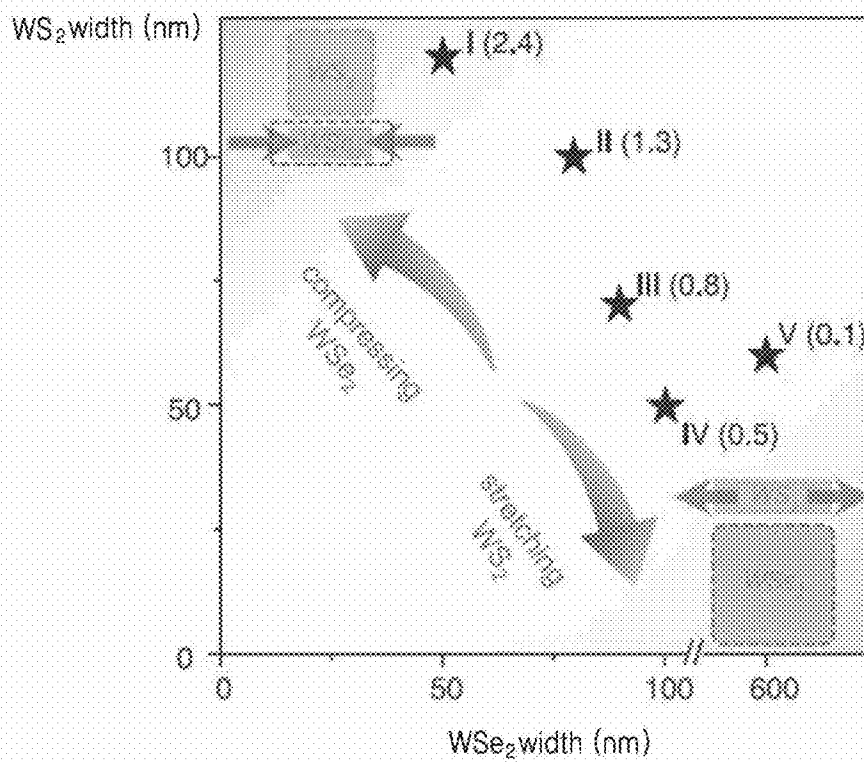 WS₂ width (nm)
I (2.4)
100
II (1.3)
III (0.8)
compressing
WSe₂
V (0.1)
50
IV (0.5)
stretching
WS₂
0
0
50
100
600
WSe₂ width (nm)